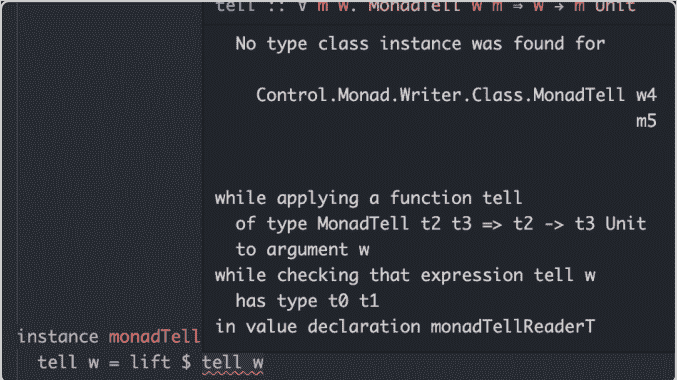 tell :: ∀ m w. MonadTell w m ⇒ w → m Unit
No type class instance was found for
Control.Monad.Writer.Class.MonadTell w4
m5
while applying a function tell
of type MonadTell t2 t3 => t2 -> t3 Unit
to argument w
while checking that expression tell w
has type t0 t1
in value declaration monadTellReaderT
instance monadTell
tell w = lift $ tell w